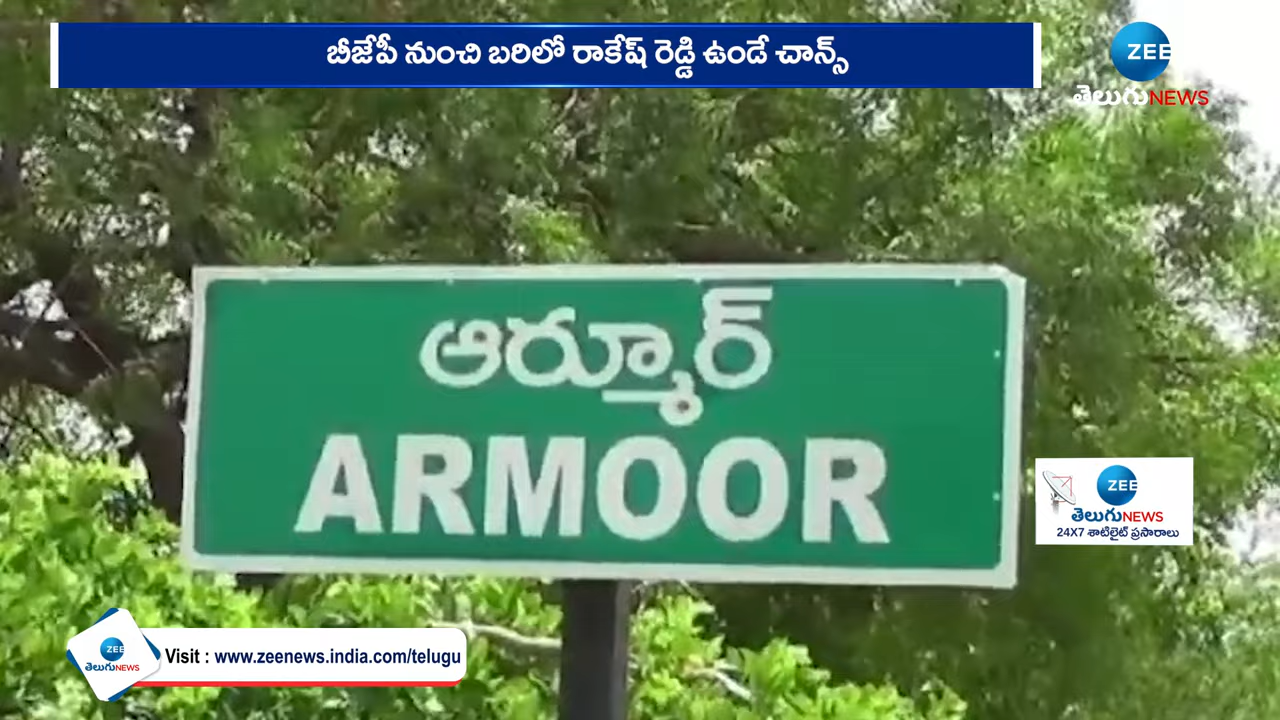 బీజేపీ నుంచి బరిలో రాకేష్ రెడ్డి ఉండే చాన్స్
ZEE
తెలుగు NEWS
ఆర్మూర్
ARMOOR
ZEE
తెలుగు NEWS
24X7 శాటిలైట్ ప్రసారాలు
ZEE
తెలుగు NEWS
Visit : www.zeenews.india.com/telugu